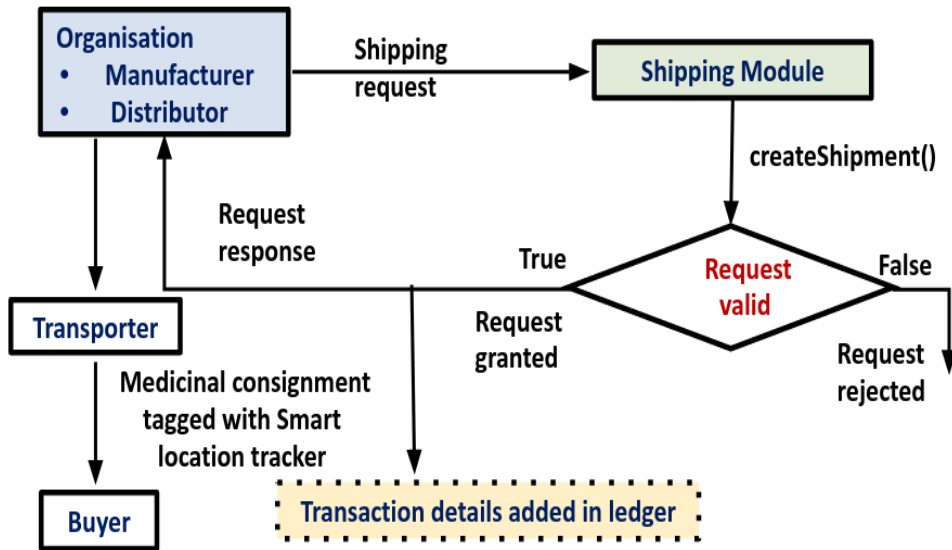 Organisation
• Manufacturer
• Distributor
Shipping
request
Shipping Module
createShipment()
Request
response
True
Request
valid
False
Request
granted
Request
rejected
Transporter
Medicinal consignment
tagged with Smart
location tracker
Buyer
Transaction details added in ledger